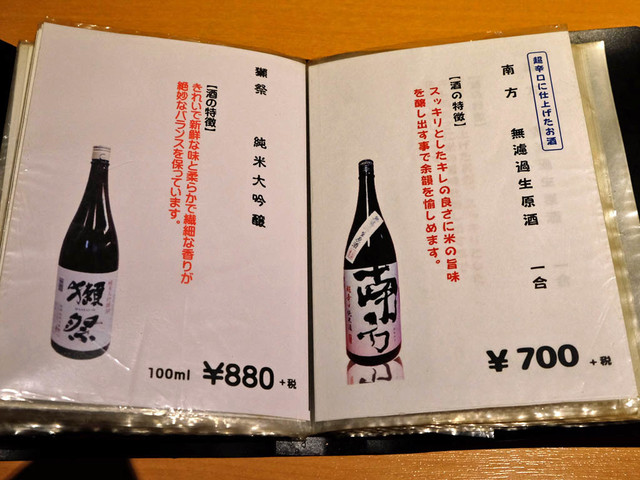 超辛口に仕上げたお酒
南方 無濾過生原酒 一合
【酒の特徴】
スッキリとしたキレの良さに米の旨味
を醸し出す事で余韻を愉しめます。
南方
¥700 +税
獺祭 純米大吟醸
【酒の特徴】
きれいで新鮮な味と柔らかで繊細な香りが
絶妙なバランスを保っています。
獺祭
100ml ¥880 +税